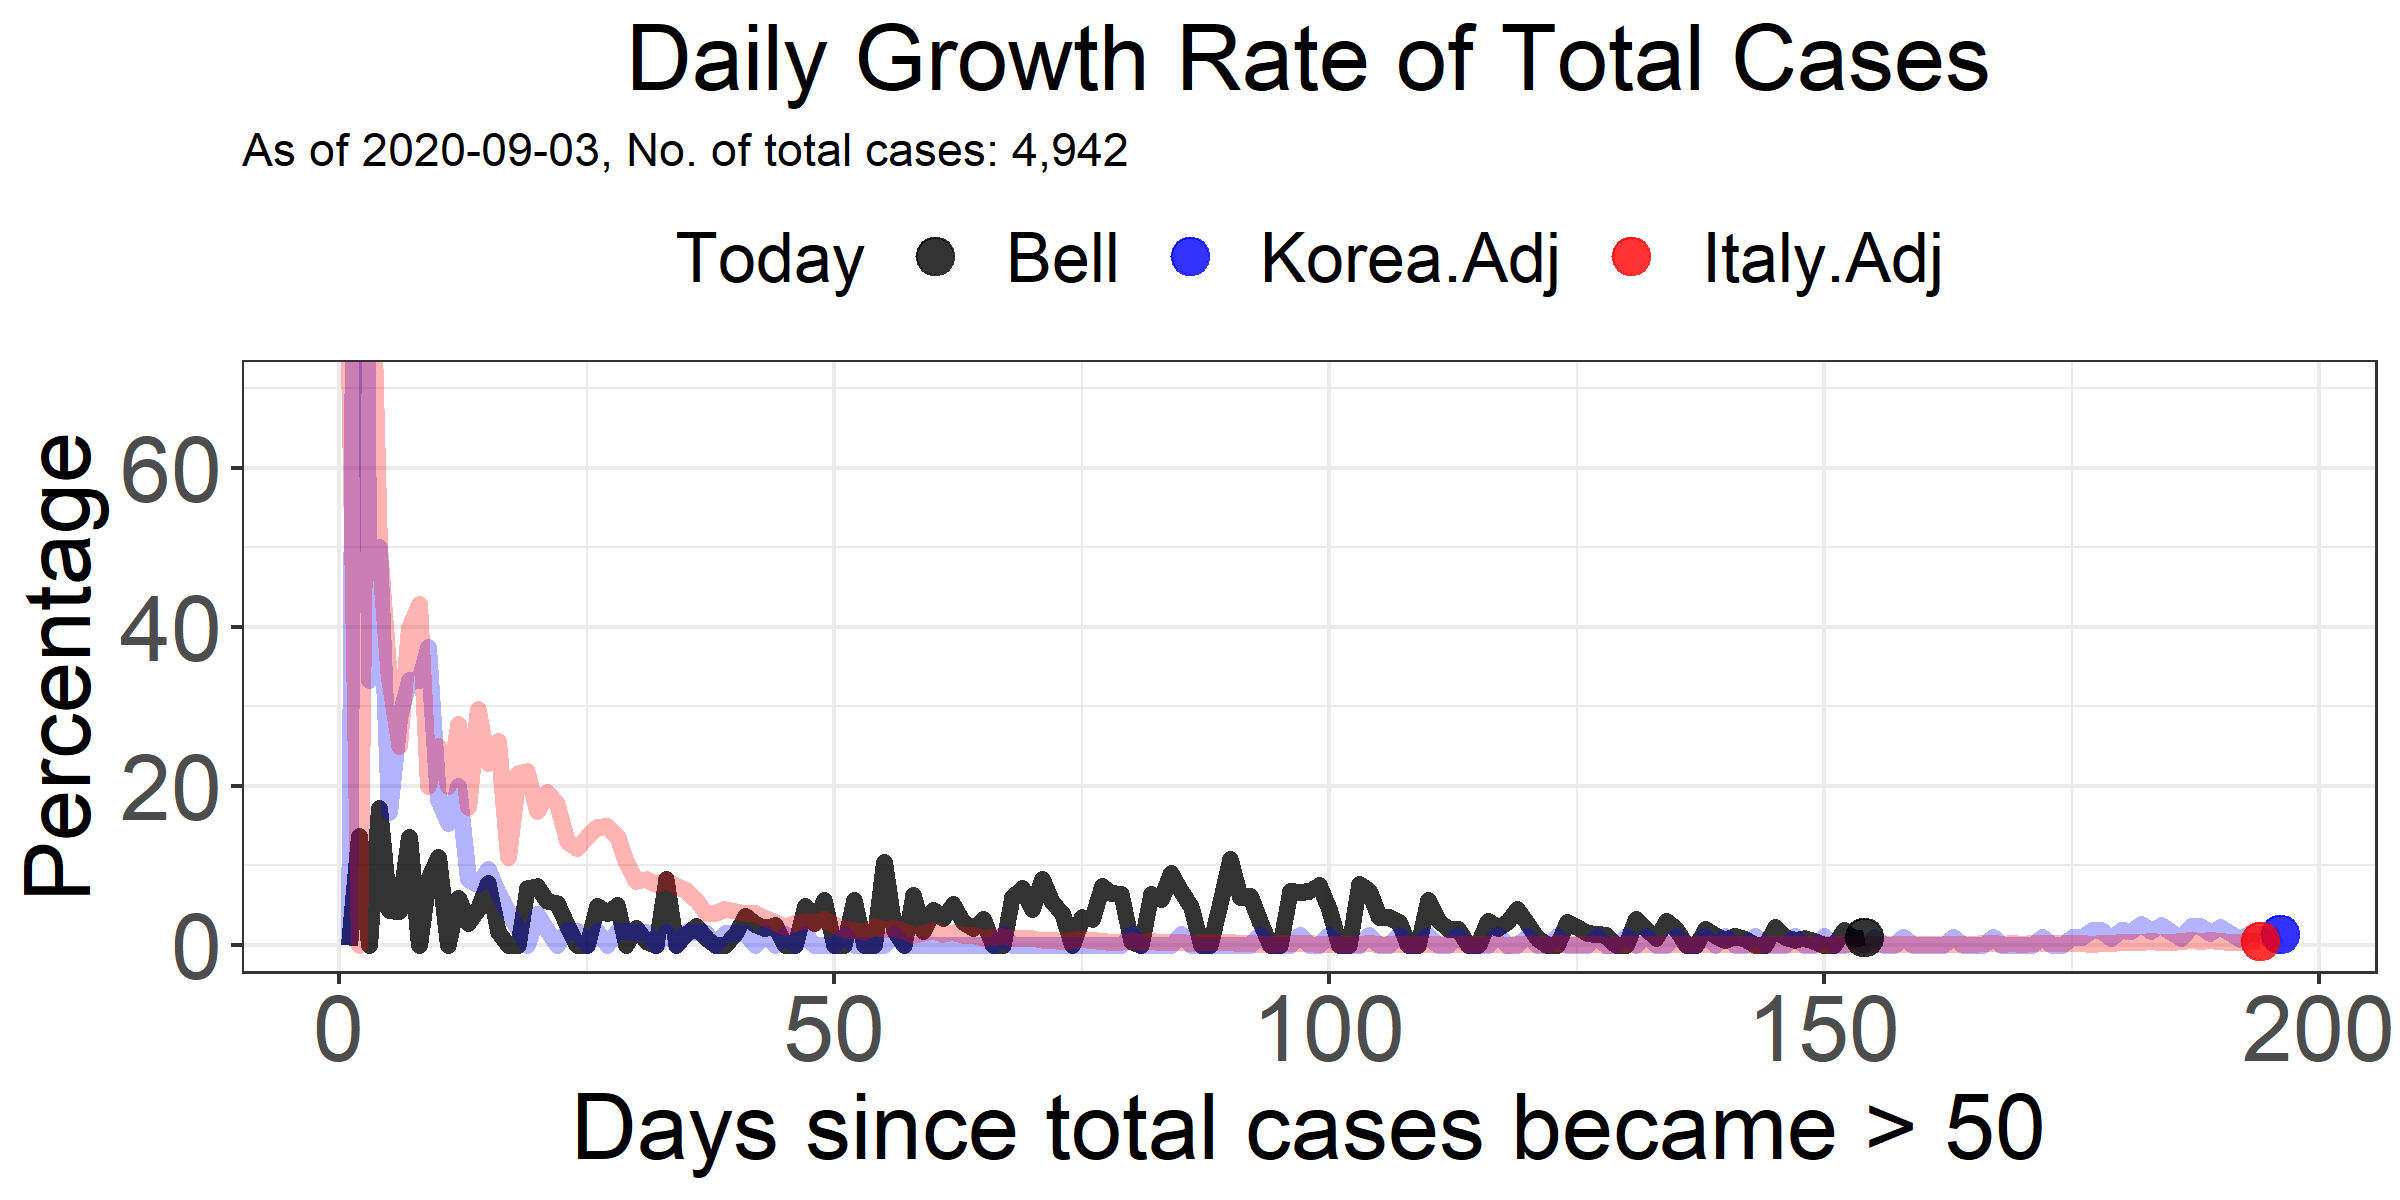 Daily Growth Rate of Total Cases
As of 2020-09-03, No. of total cases: 4,942
Today Bell Korea.Adj Italy.Adj
Percentage
60
40
20
0
0 50 100 150 200
Days since total cases became > 50